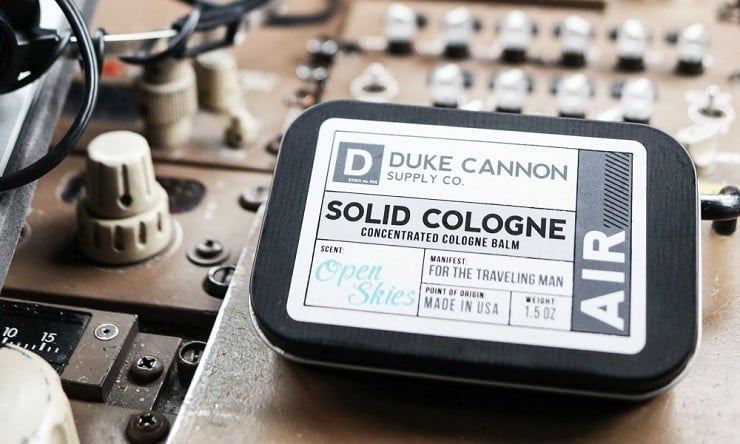 D
DUKE CANNON
SUPPLY CO.
SOLID COLOGNE
CONCENTRATED COLOGNE BALM
SCENT:
Open
Skies
MANIFEST:
FOR THE TRAVELING MAN
POINT OF ORIGIN
MADE IN USA
WEIGHT
1.5 OZ
AIR
10 15